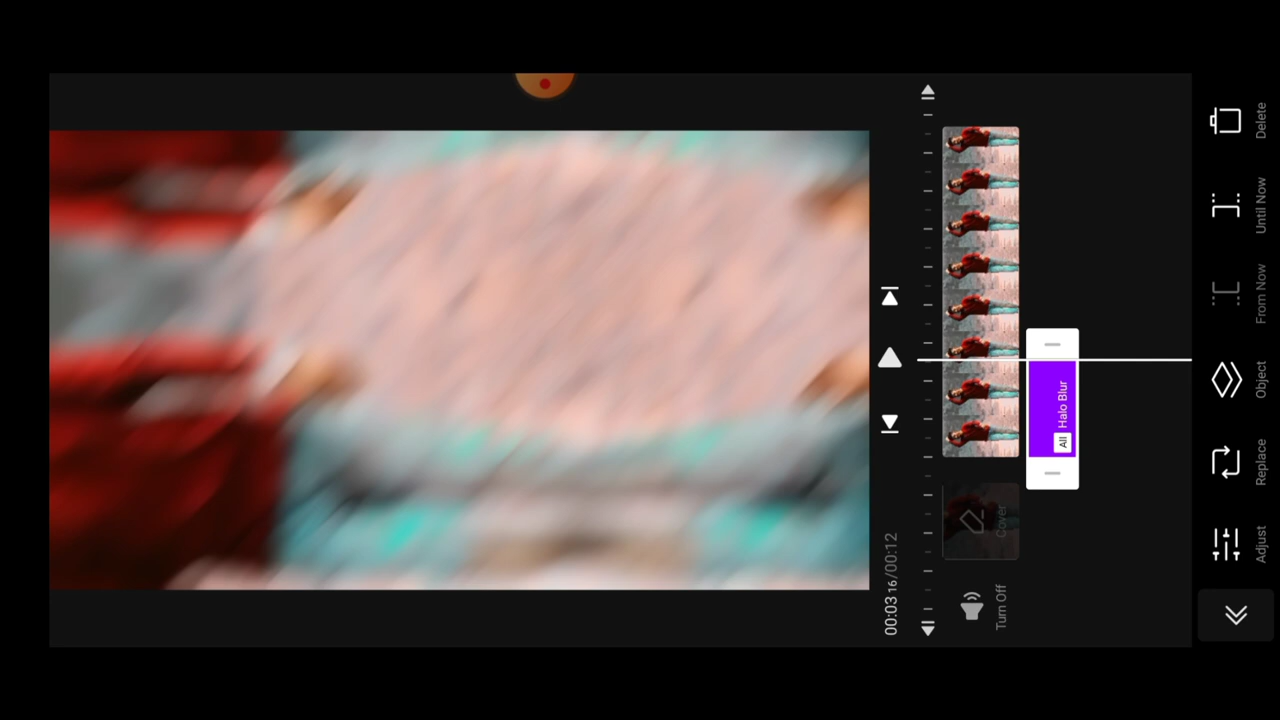 00:03 16/00:12
Turn Off
Cover
All Halo Blur
Adjust
Replace
Object
From Now
Until Now
Delete